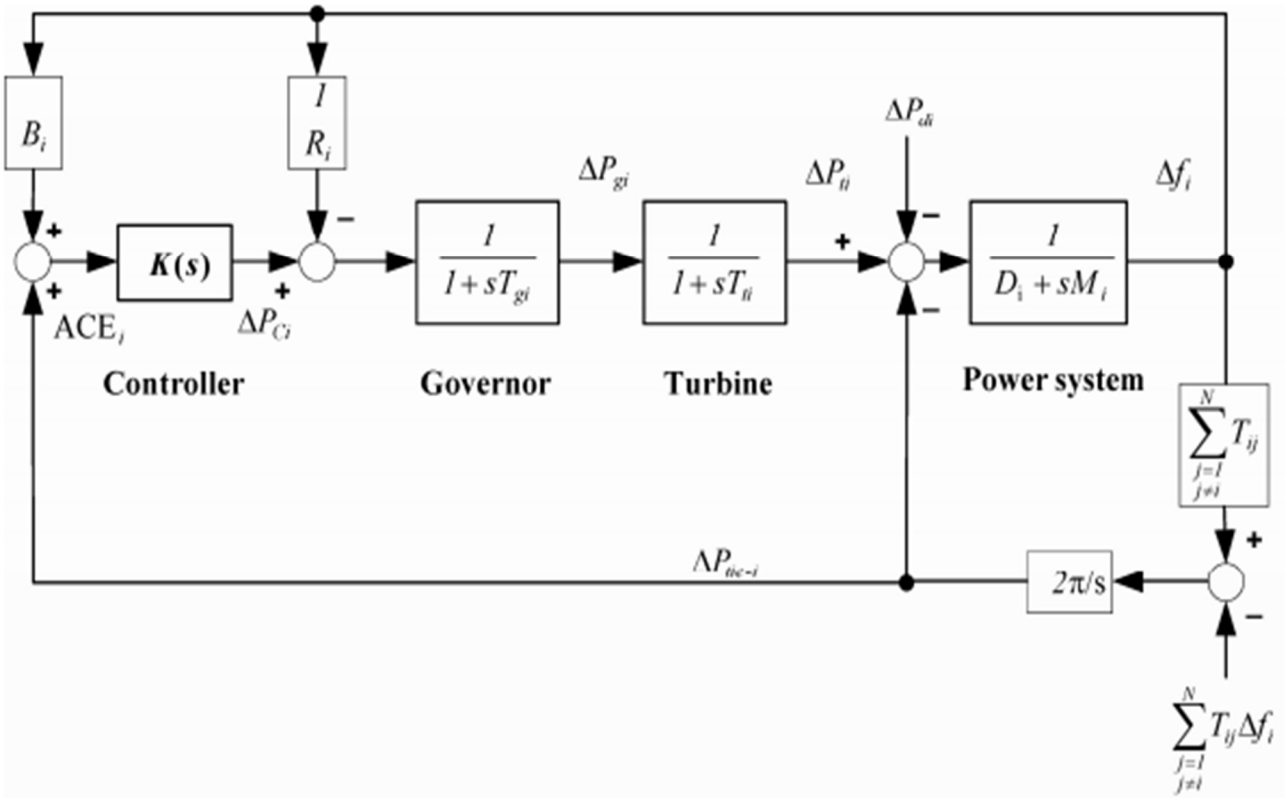 ΔP_di
1
B_i
R_i
ΔP_gi
ΔP_ti
Δf_i
+
−
+
−
K(s)
1
1+sT_gi
1
1+sT_ti
1
D_i+sM_i
+
ACE_i
+
ΔP_Ci
−
Controller
Governor
Turbine
Power system
N
∑ T_ij
j=1
j≠i
ΔP_tie-i
+
2π/s
−
N
∑ T_ij Δf_i
j=1
j≠i